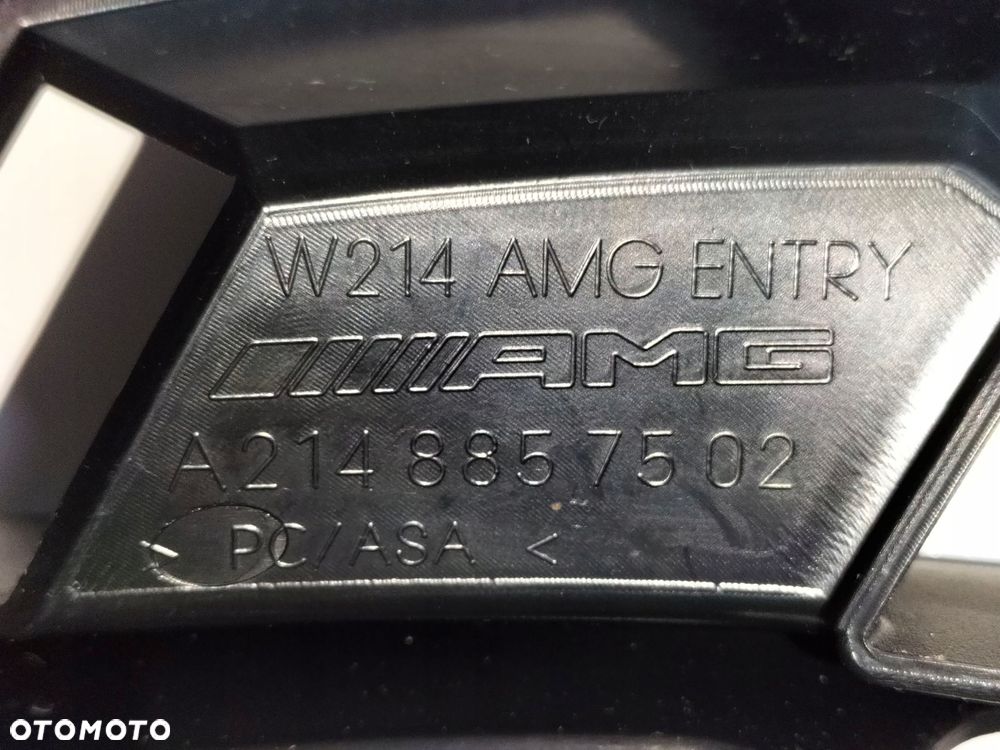 W214 AMG ENTRY
AMG
A 214 885 75 02
> PC/ASA <
OTOMOTO